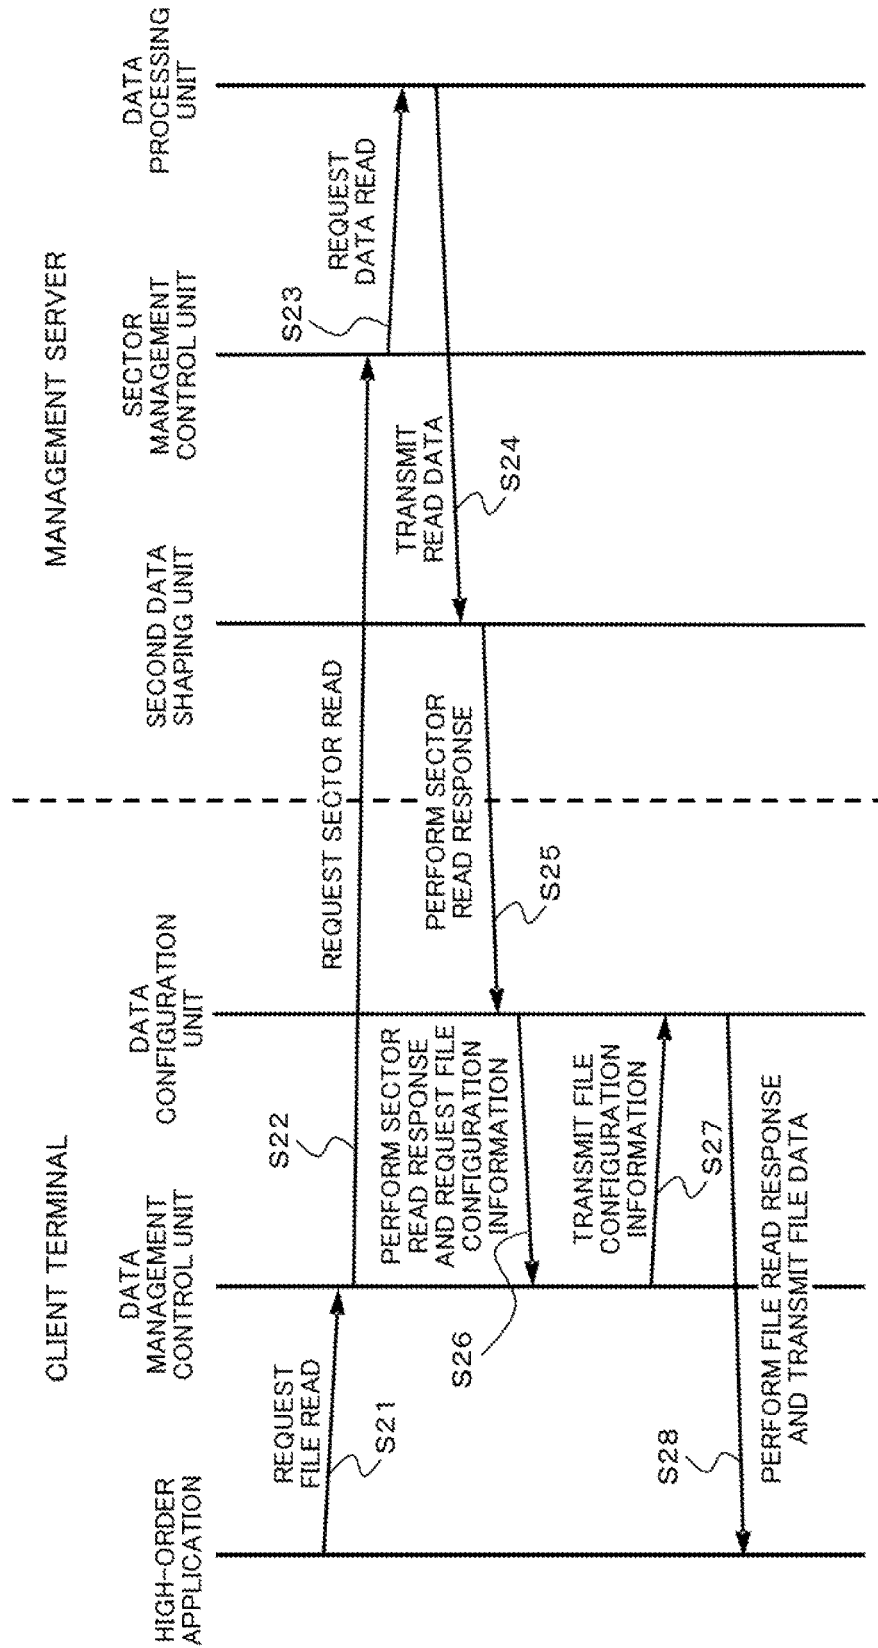 CLIENT TERMINAL
MANAGEMENT SERVER
HIGH-ORDER
APPLICATION
DATA
MANAGEMENT
CONTROL UNIT
DATA
CONFIGURATION
UNIT
SECOND DATA
SHAPING UNIT
SECTOR
MANAGEMENT
CONTROL UNIT
DATA
PROCESSING
UNIT
REQUEST
FILE READ
S21
S22
REQUEST SECTOR READ
S23
REQUEST
DATA READ
TRANSMIT
READ DATA
S24
PERFORM SECTOR
READ RESPONSE
S25
PERFORM SECTOR
READ RESPONSE
AND REQUEST FILE
CONFIGURATION
INFORMATION
S26
TRANSMIT FILE
CONFIGURATION
INFORMATION
S27
S28
PERFORM FILE READ RESPONSE
AND TRANSMIT FILE DATA